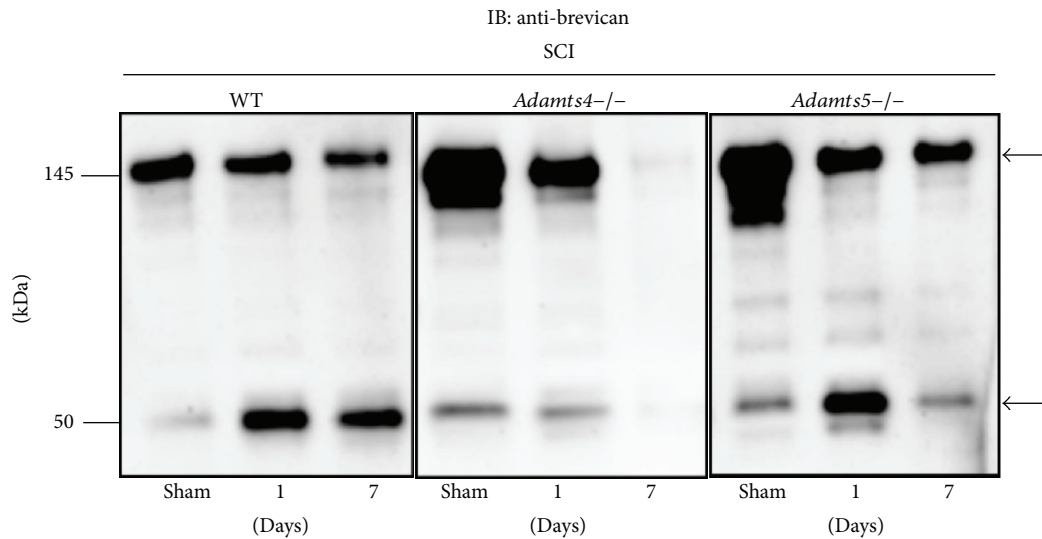 IB: anti-brevican
SCI
WT Adamts4−/− Adamts5−/−
145
50
(kDa)
Sham 1 7 Sham 1 7 Sham 1 7
(Days) (Days) (Days)